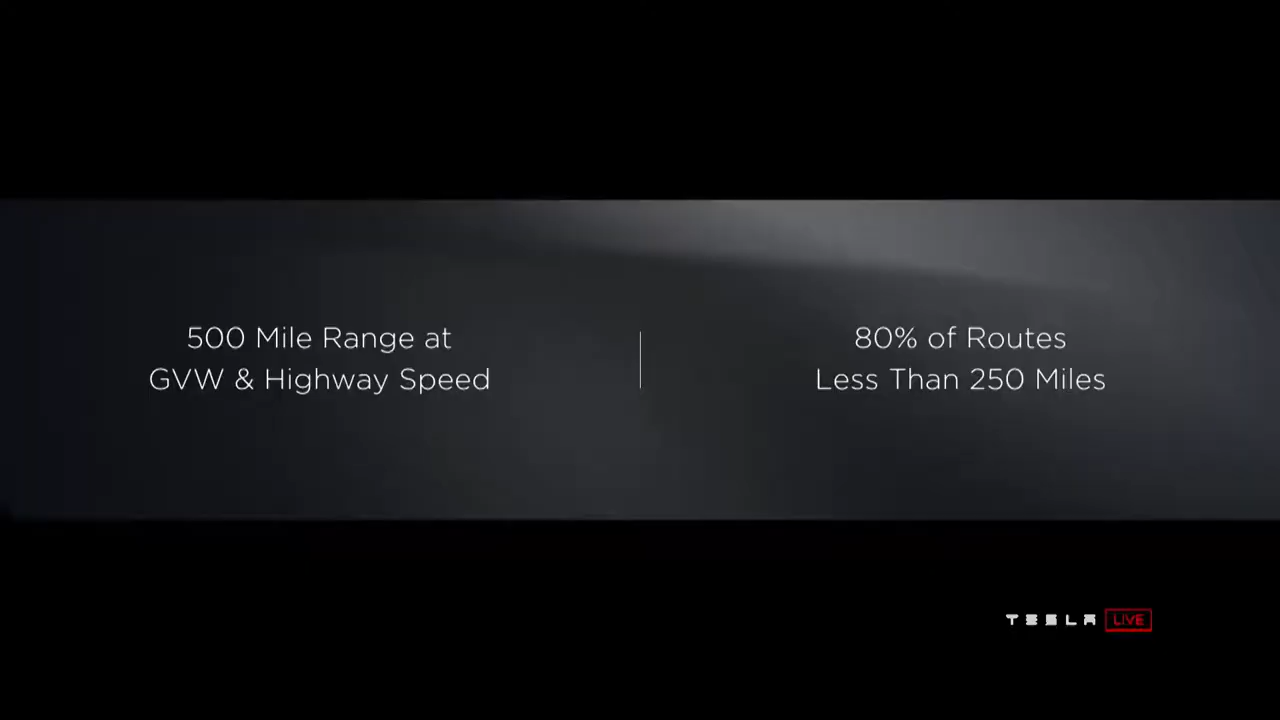 500 Mile Range at
GVW & Highway Speed
80% of Routes
Less Than 250 Miles
TESLA LIVE